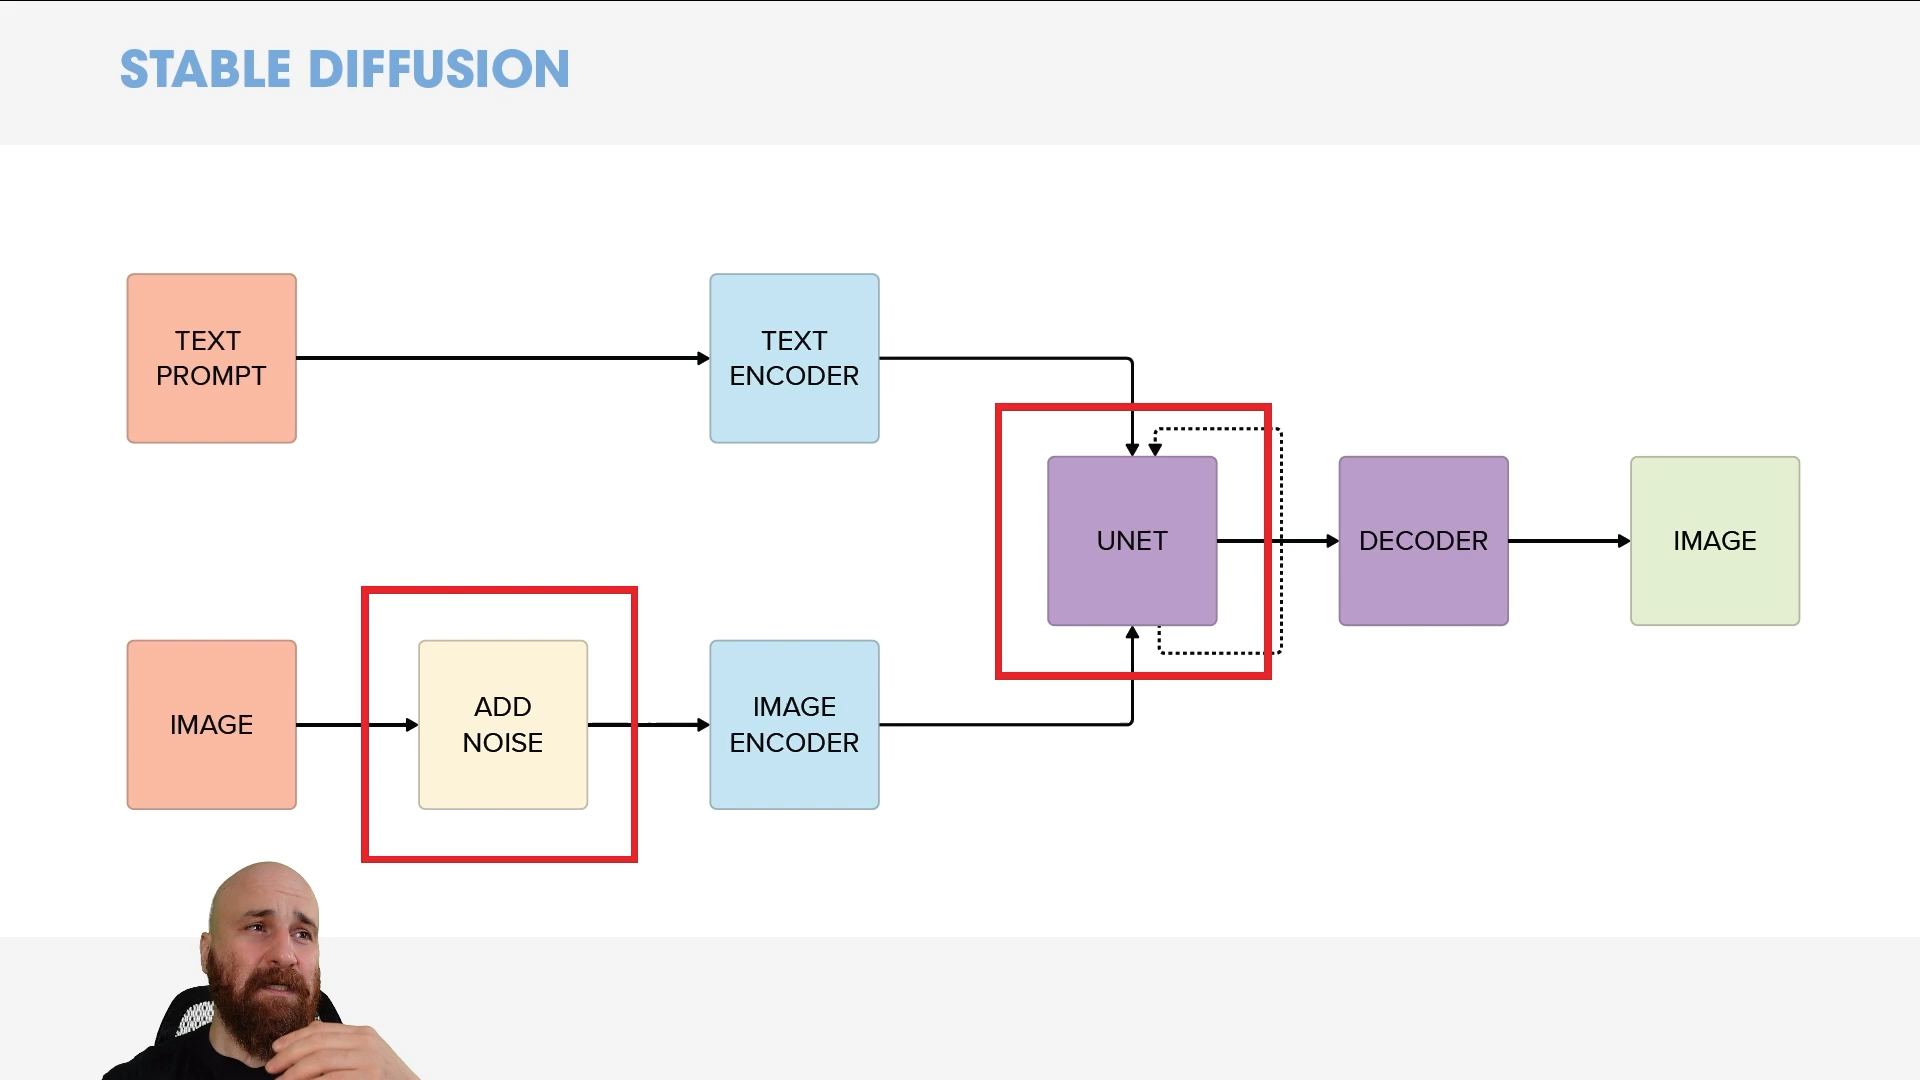 STABLE DIFFUSION
TEXT
PROMPT
TEXT
ENCODER
UNET
DECODER
IMAGE
IMAGE
ADD
NOISE
IMAGE
ENCODER